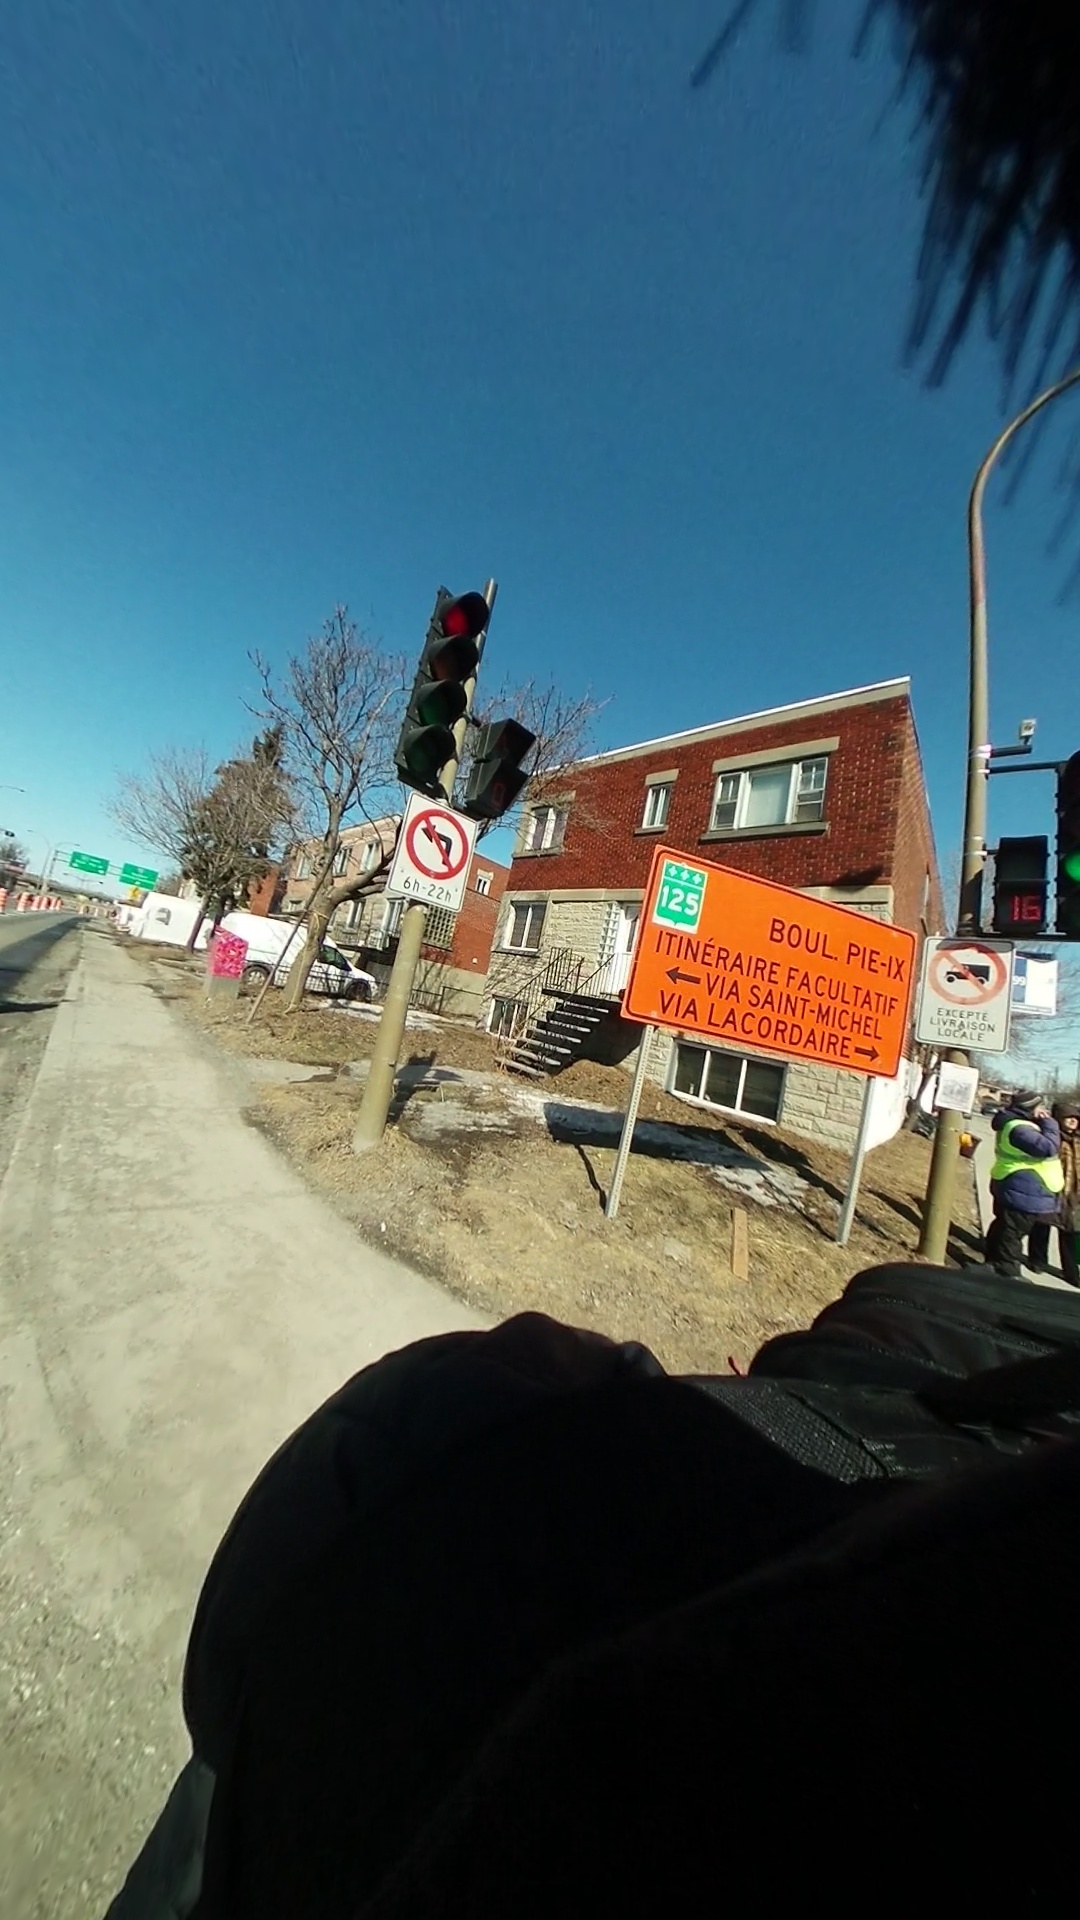 6h-22h
125
BOUL. PIE-IX
ITINÉRAIRE FACULTATIF
← VIA SAINT-MICHEL
VIA LACORDAIRE →
16
EXCEPTÉ
LIVRAISON
LOCALE